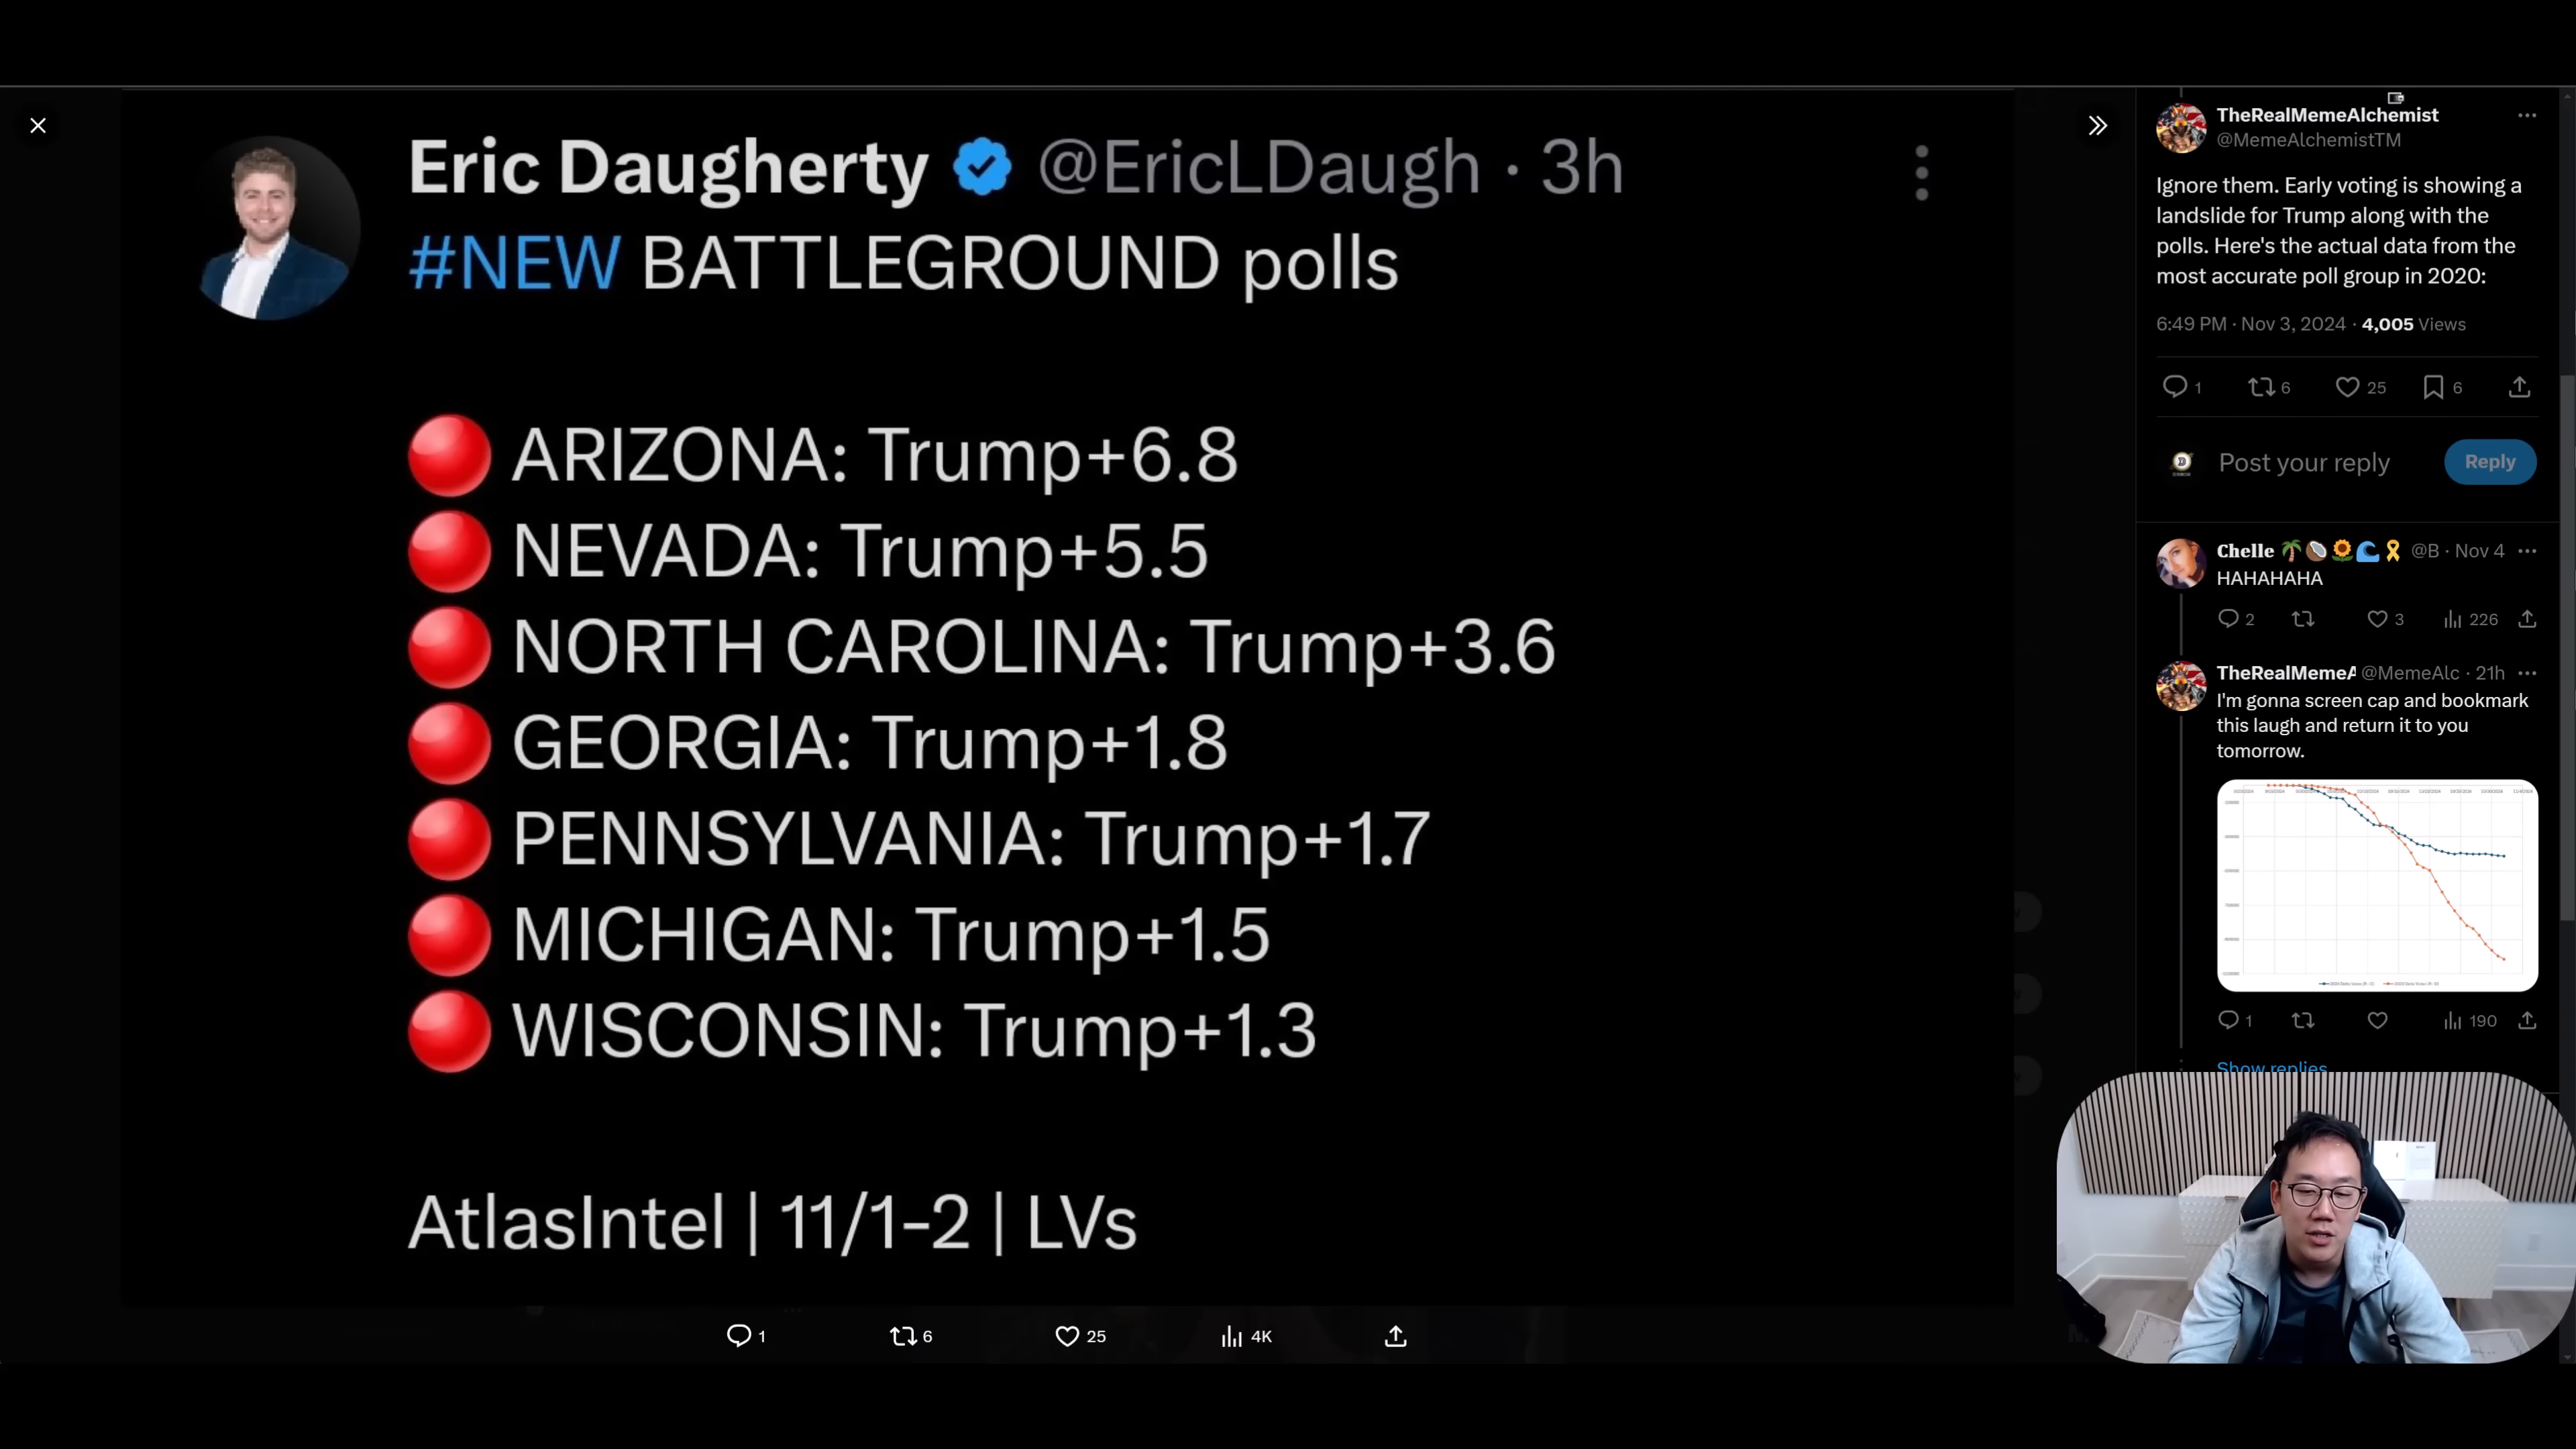 Eric Daugherty @EricLDaugh · 3h
#NEW BATTLEGROUND polls
ARIZONA: Trump+6.8
NEVADA: Trump+5.5
NORTH CAROLINA: Trump+3.6
GEORGIA: Trump+1.8
PENNSYLVANIA: Trump+1.7
MICHIGAN: Trump+1.5
WISCONSIN: Trump+1.3
AtlasIntel | 11/1-2 | LVs
1 6 25 4K
TheRealMemeAlchemist
@MemeAlchemistTM
Ignore them. Early voting is showing a
landslide for Trump along with the
polls. Here's the actual data from the
most accurate poll group in 2020:
6:49 PM · Nov 3, 2024 · 4,005 Views
1 6 25 6
Post your reply Reply
Chelle @B · Nov 4
HAHAHAHA
2 3 226
TheRealMemeA @MemeAlc · 21h
I'm gonna screen cap and bookmark
this laugh and return it to you
tomorrow.
1 190
Show replies